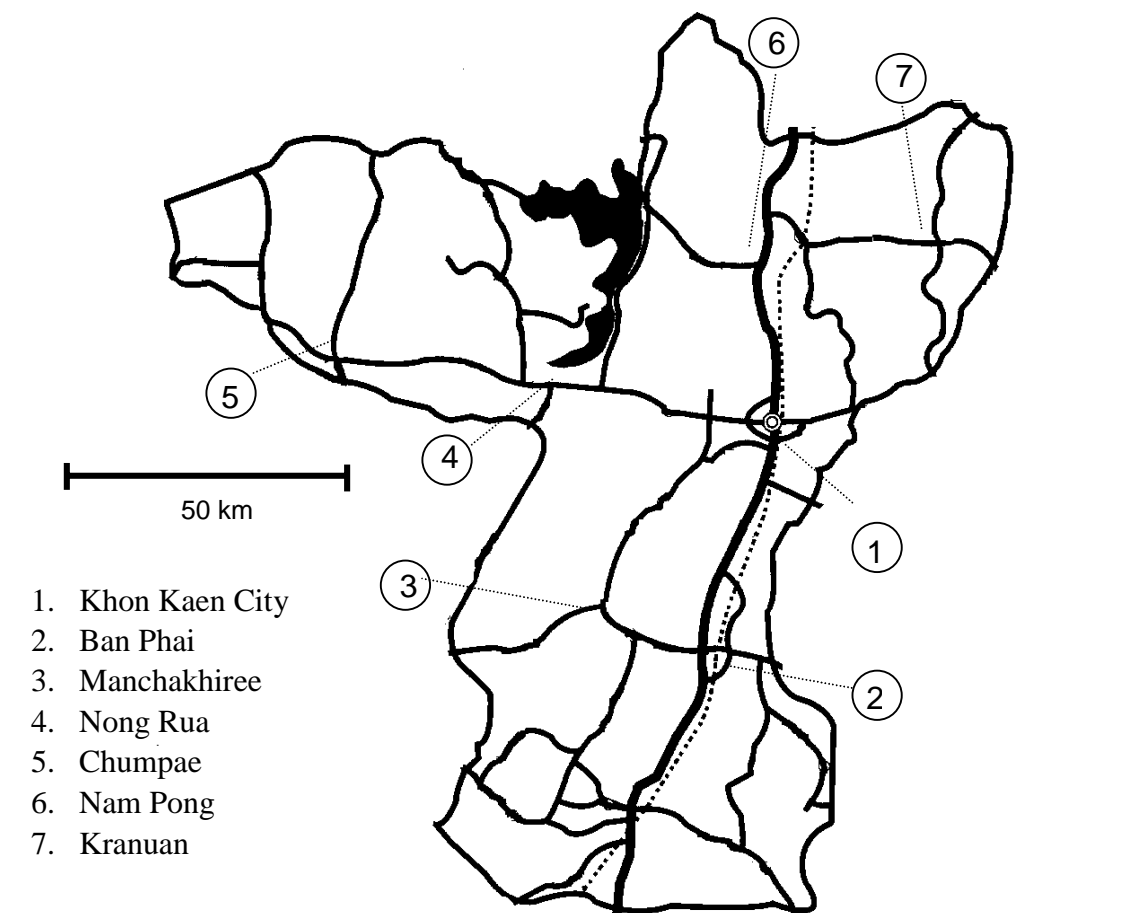 6
7
5
4
50 km
1
3
2
1. Khon Kaen City
2. Ban Phai
3. Manchakhiree
4. Nong Rua
5. Chumpae
6. Nam Pong
7. Kranuan